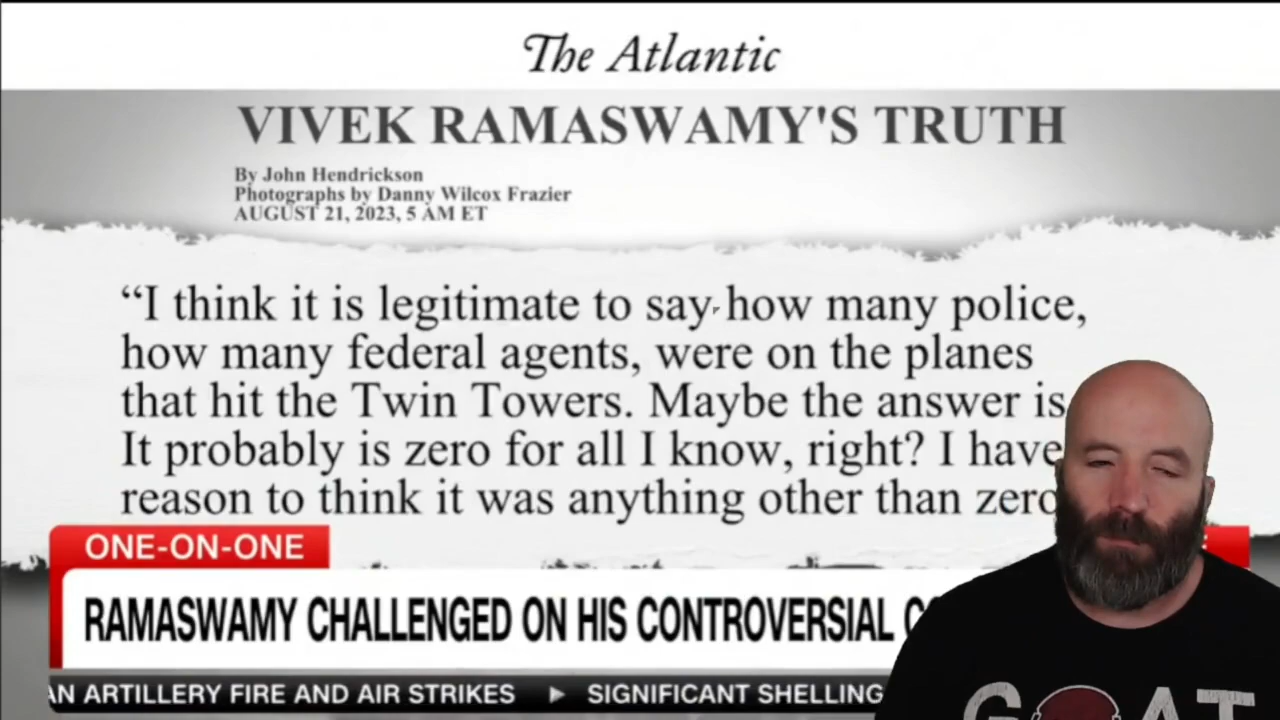 The Atlantic
VIVEK RAMASWAMY'S TRUTH
By John Hendrickson
Photographs by Danny Wilcox Frazier
AUGUST 21, 2023, 5 AM ET
“I think it is legitimate to say how many police,
how many federal agents, were on the planes
that hit the Twin Towers. Maybe the answer is
It probably is zero for all I know, right? I have
reason to think it was anything other than zero
ONE-ON-ONE
RAMASWAMY CHALLENGED ON HIS CONTROVERSIAL
AN ARTILLERY FIRE AND AIR STRIKES ▶ SIGNIFICANT SHELLING
GOAT